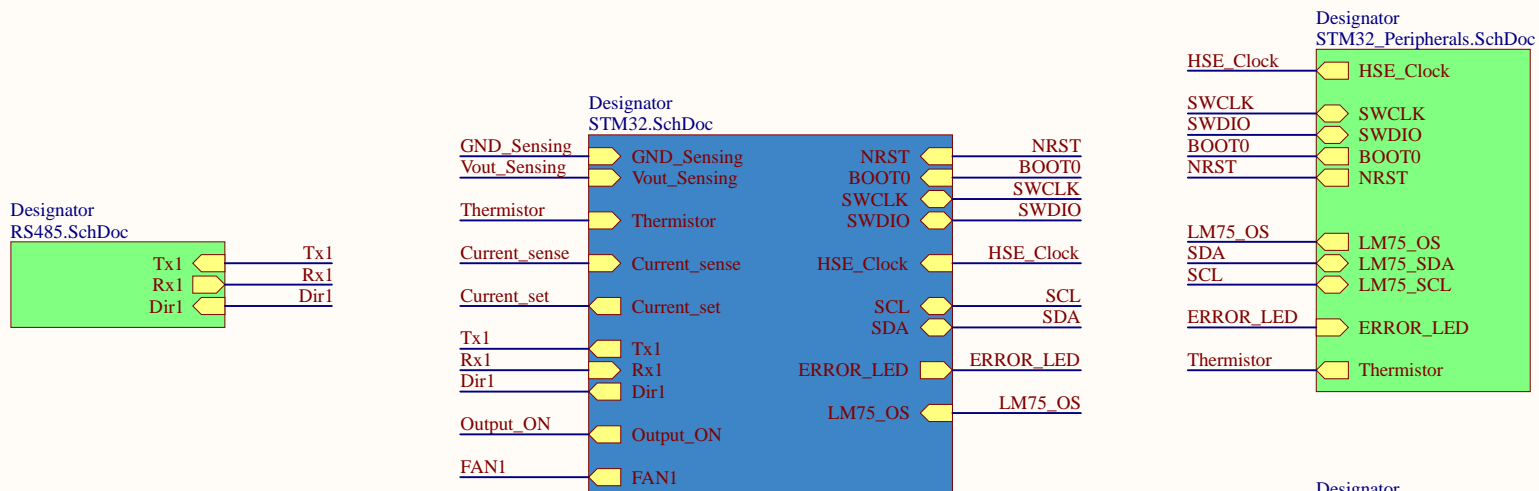 Designator
RS485.SchDoc
Tx1
Rx1
Dir1
Tx1
Rx1
Dir1
Designator
STM32.SchDoc
GND_Sensing
Vout_Sensing
Thermistor
Current_sense
Current_set
Tx1
Rx1
Dir1
Output_ON
FAN1
GND_Sensing
Vout_Sensing
Thermistor
Current_sense
Current_set
Tx1
Rx1
Dir1
Output_ON
FAN1
NRST
BOOT0
SWCLK
SWDIO
HSE_Clock
SCL
SDA
ERROR_LED
LM75_OS
NRST
BOOT0
SWCLK
SWDIO
HSE_Clock
SCL
SDA
ERROR_LED
LM75_OS
Designator
STM32_Peripherals.SchDoc
HSE_Clock
SWCLK
SWDIO
BOOT0
NRST
LM75_OS
SDA
SCL
ERROR_LED
Thermistor
HSE_Clock
SWCLK
SWDIO
BOOT0
NRST
LM75_OS
LM75_SDA
LM75_SCL
ERROR_LED
Thermistor
Designator